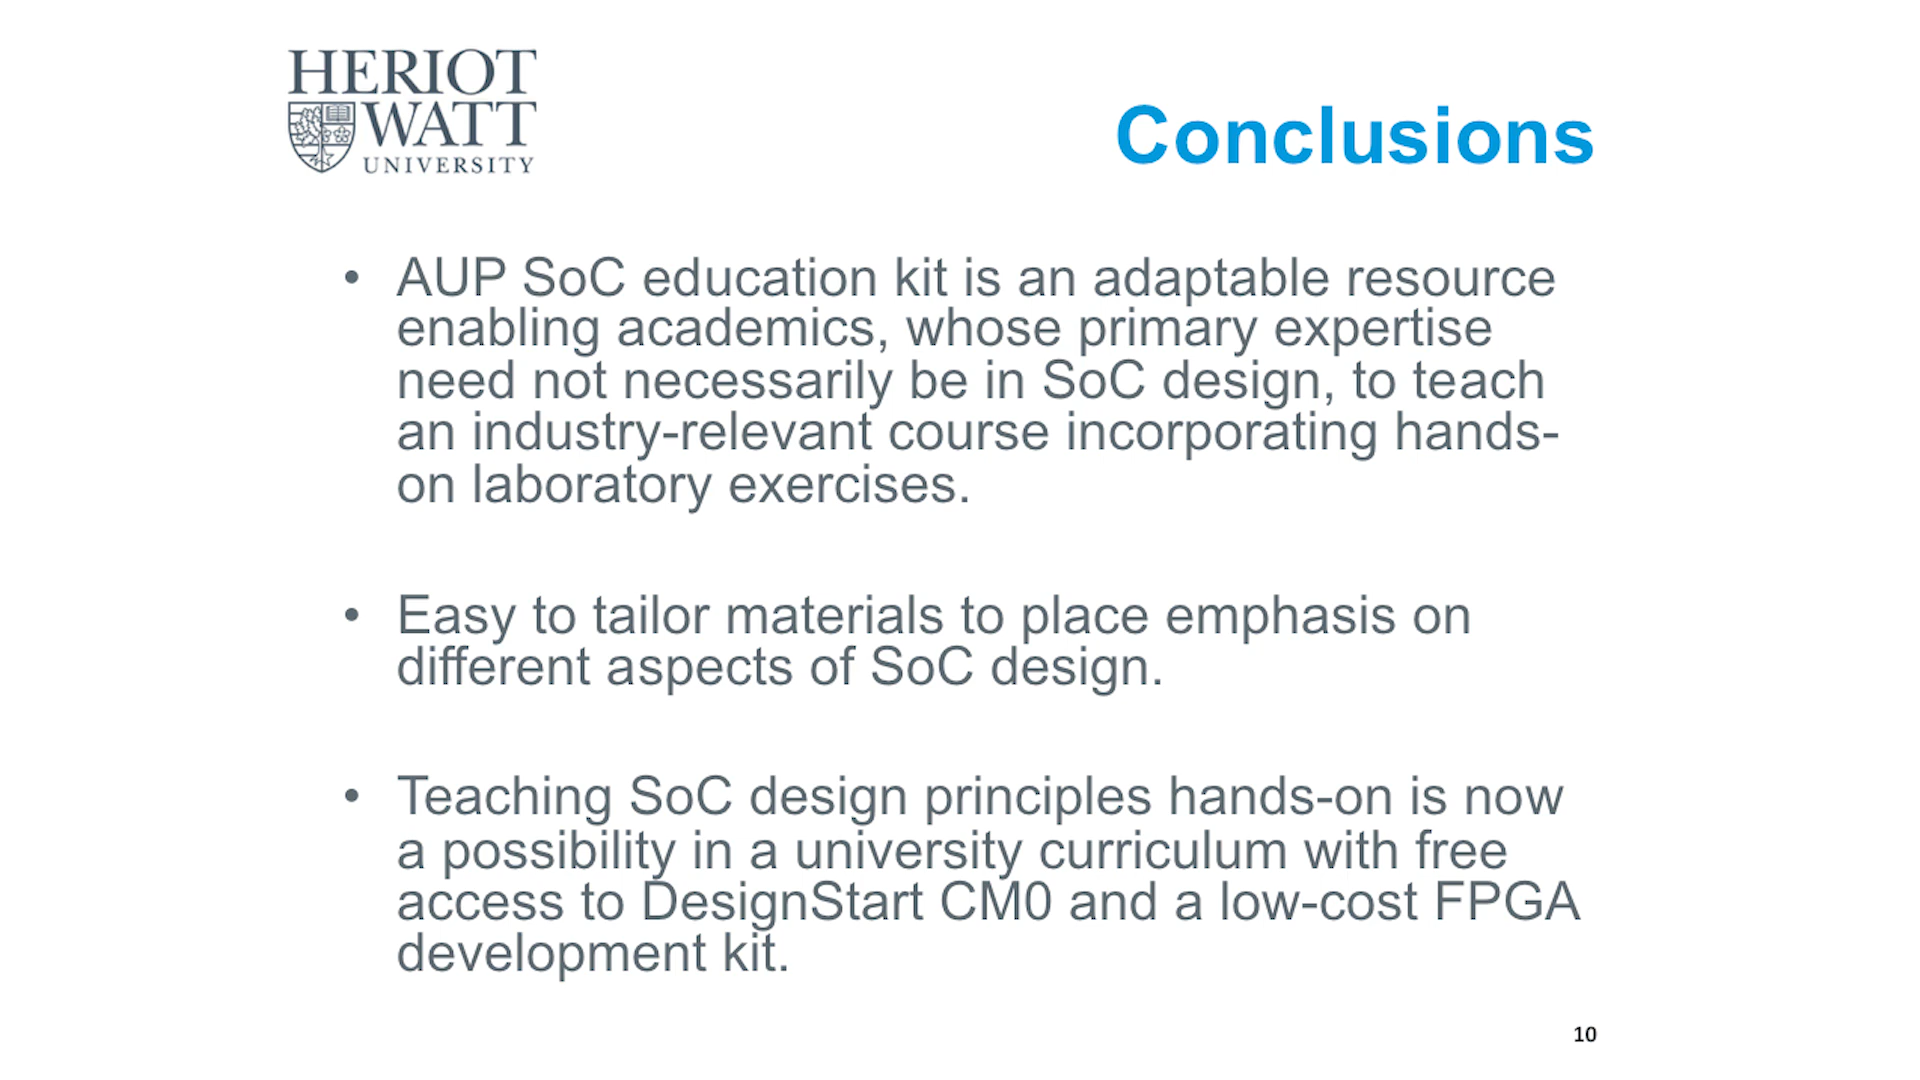 HERIOT
WATT
UNIVERSITY
Conclusions
• AUP SoC education kit is an adaptable resource
enabling academics, whose primary expertise
need not necessarily be in SoC design, to teach
an industry-relevant course incorporating hands-
on laboratory exercises.
• Easy to tailor materials to place emphasis on
different aspects of SoC design.
• Teaching SoC design principles hands-on is now
a possibility in a university curriculum with free
access to DesignStart CM0 and a low-cost FPGA
development kit.
10